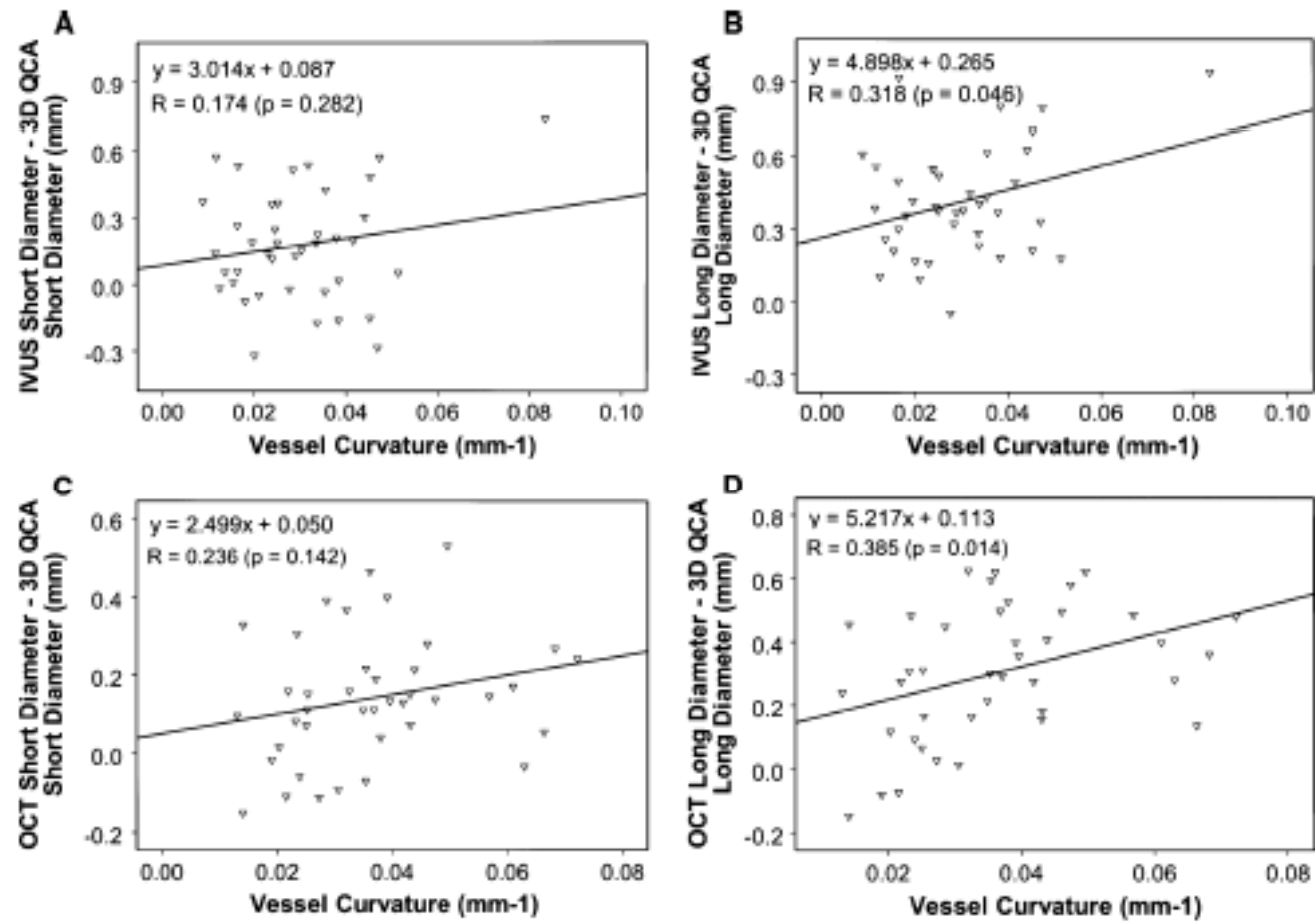 A
IVUS Short Diameter - 3D QCA
Short Diameter (mm)
y = 3.014x + 0.087
R = 0.174 (p = 0.282)
0.9
0.6
0.3
0.0
-0.3
0.00 0.02 0.04 0.06 0.08 0.10
Vessel Curvature (mm-1)
B
IVUS Long Diameter - 3D QCA
Long Diameter (mm)
y = 4.898x + 0.265
R = 0.318 (p = 0.046)
0.9
0.6
0.3
0.0
-0.3
0.00 0.02 0.04 0.06 0.08 0.10
Vessel Curvature (mm-1)
C
OCT Short Diameter - 3D QCA
Short Diameter (mm)
y = 2.499x + 0.050
R = 0.236 (p = 0.142)
0.6
0.4
0.2
0.0
-0.2
0.00 0.02 0.04 0.06 0.08
Vessel Curvature (mm-1)
D
OCT Long Diameter - 3D QCA
Long Diameter (mm)
y = 5.217x + 0.113
R = 0.385 (p = 0.014)
0.8
0.6
0.4
0.2
0.0
-0.2
0.02 0.04 0.06 0.08
Vessel Curvature (mm-1)